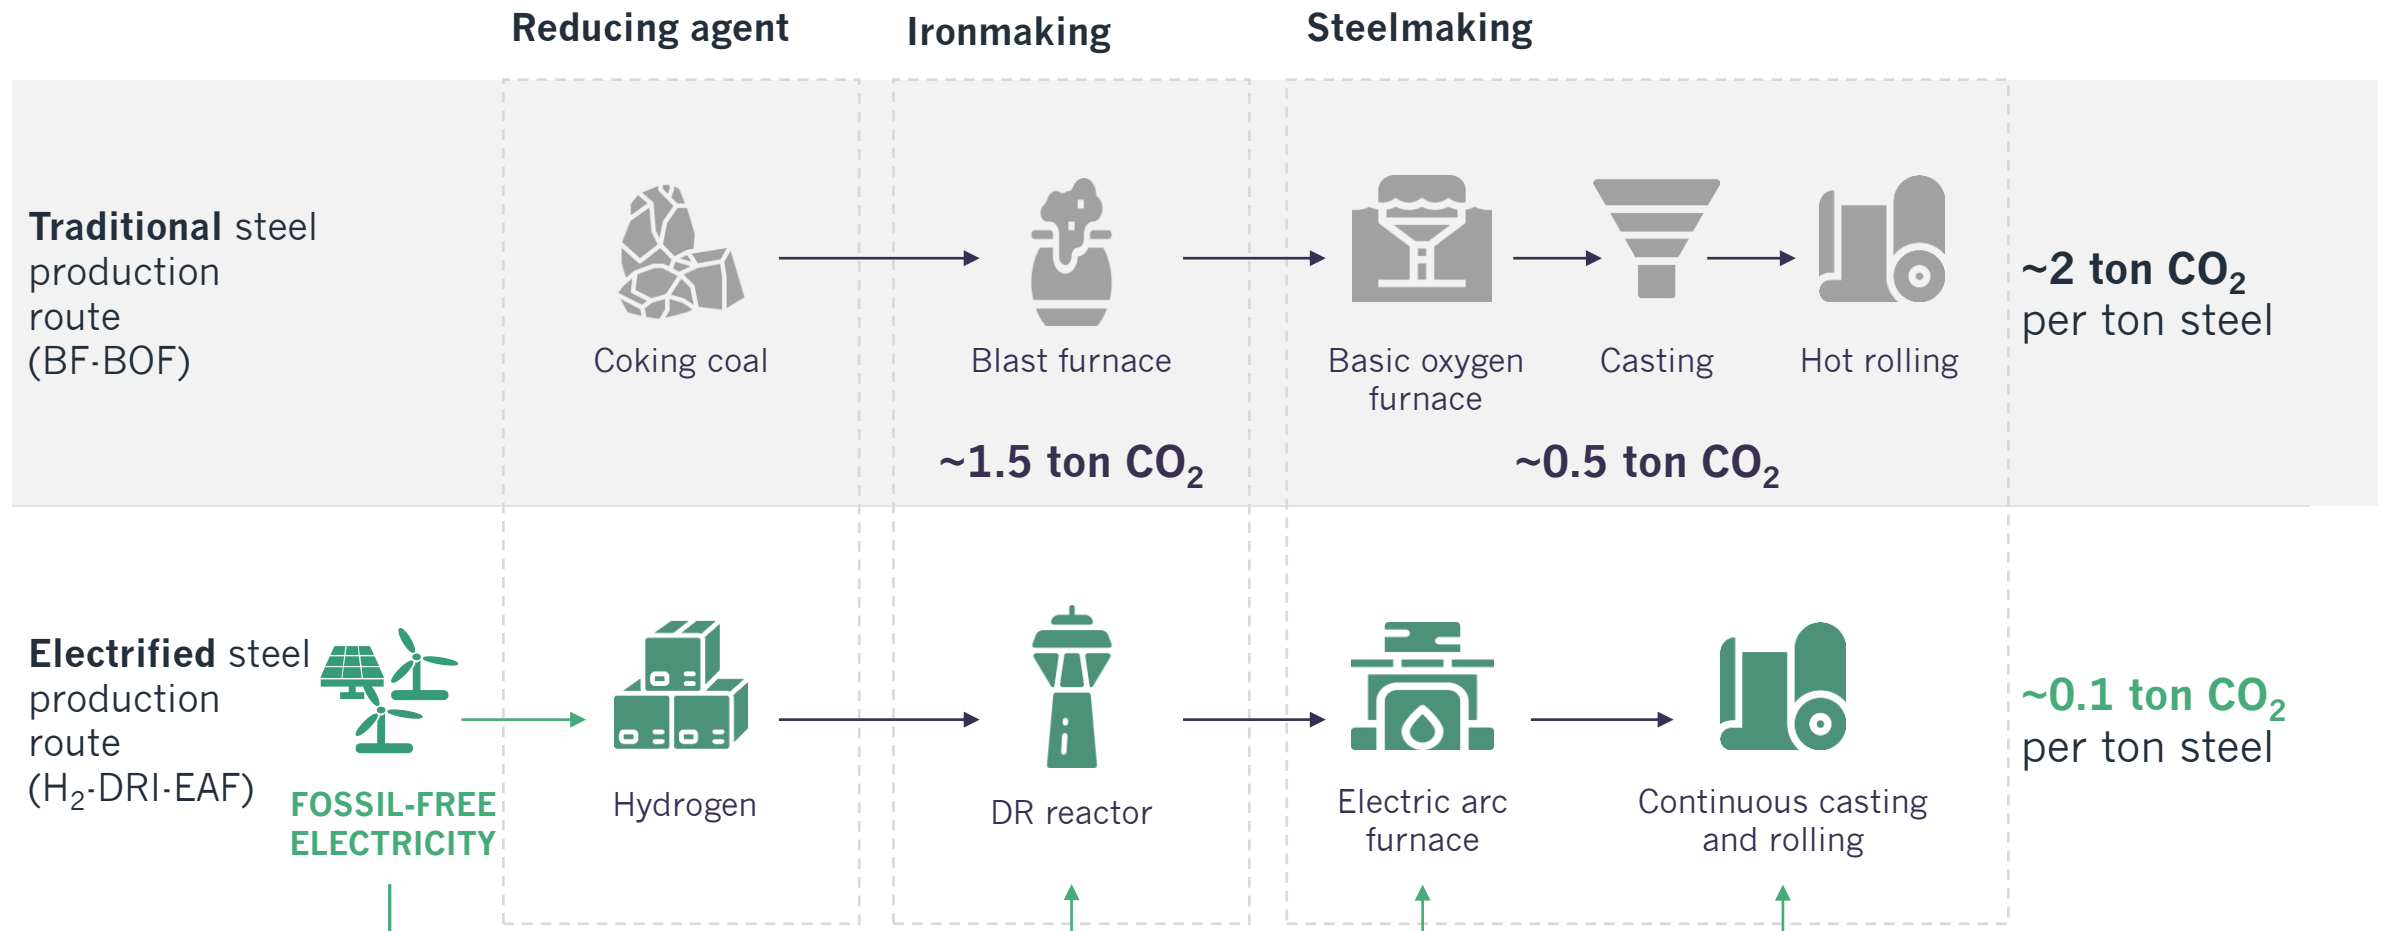 Reducing agent
Ironmaking
Steelmaking
Traditional steel
production
route
(BF-BOF)
Coking coal
Blast furnace
Basic oxygen
furnace
Casting
Hot rolling
~1.5 ton CO₂
~0.5 ton CO₂
~2 ton CO₂
per ton steel
Electrified steel
production
route
(H₂-DRI-EAF)
FOSSIL-FREE
ELECTRICITY
Hydrogen
DR reactor
Electric arc
furnace
Continuous casting
and rolling
~0.1 ton CO₂
per ton steel